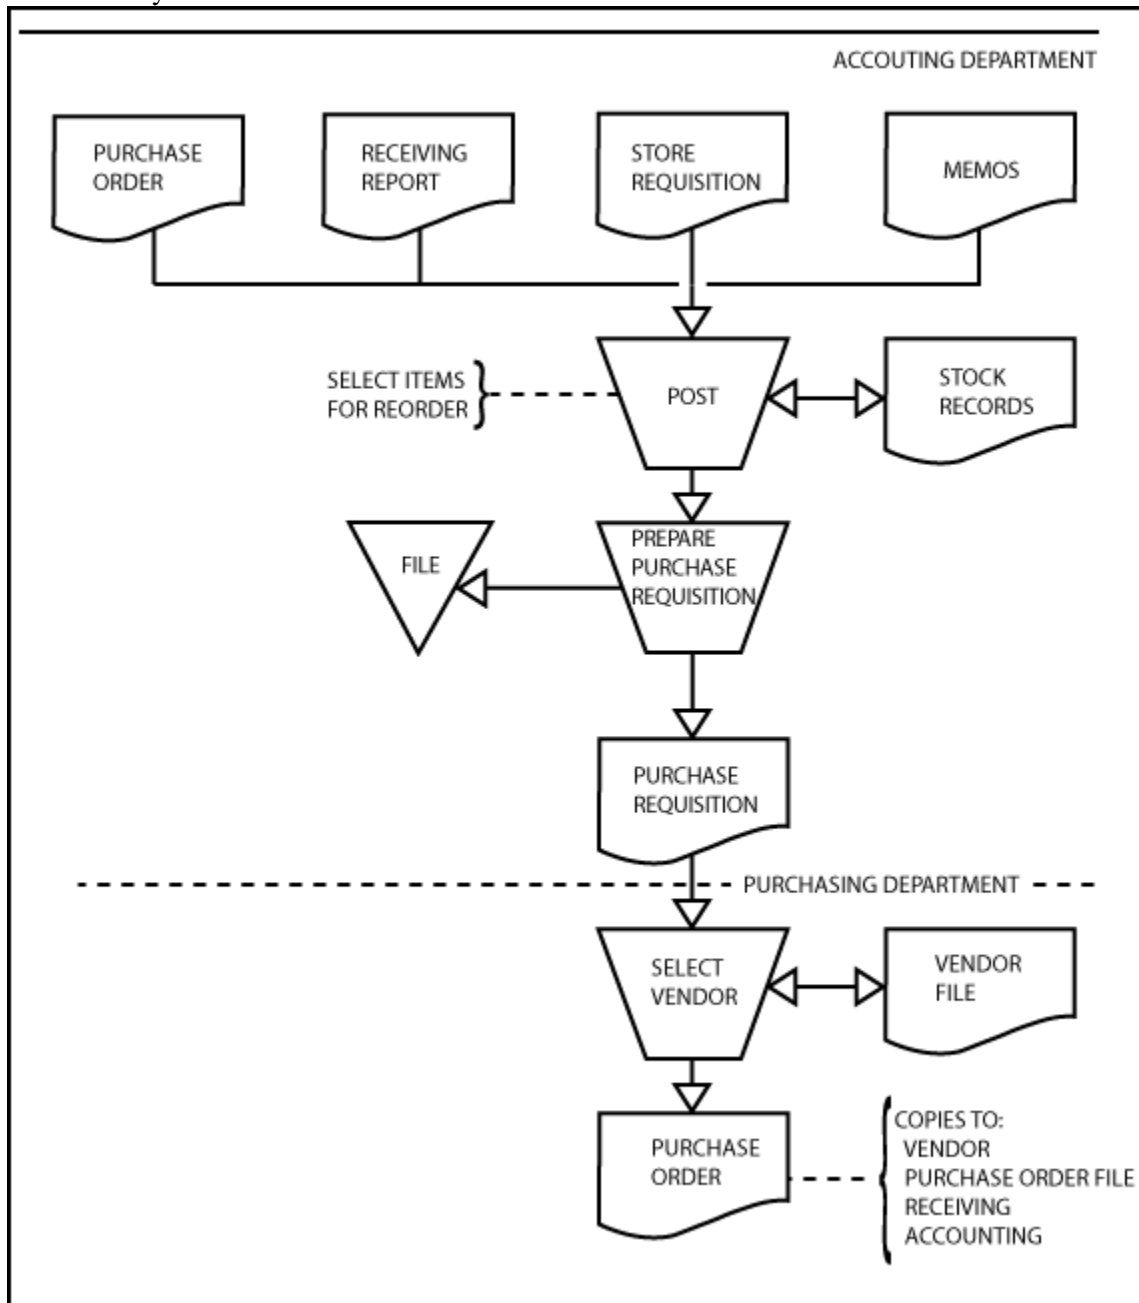 ACCOUTING DEPARTMENT
PURCHASE
ORDER
RECEIVING
REPORT
STORE
REQUISITION
MEMOS
SELECT ITEMS
FOR REORDER
POST
STOCK
RECORDS
FILE
PREPARE
PURCHASE
REQUISITION
PURCHASE
REQUISITION
PURCHASING DEPARTMENT
SELECT
VENDOR
VENDOR
FILE
PURCHASE
ORDER
COPIES TO:
VENDOR
PURCHASE ORDER FILE
RECEIVING
ACCOUNTING